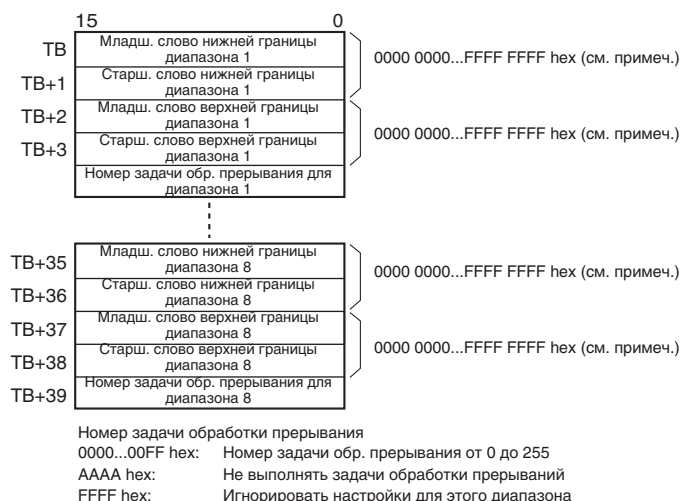 15 0
TB Младш. слово нижней границы
диапазона 1
0000 0000...FFFF FFFF hex (см. примеч.)
TB+1 Старш. слово нижней границы
диапазона 1
TB+2 Младш. слово верхней границы
диапазона 1
0000 0000...FFFF FFFF hex (см. примеч.)
TB+3 Старш. слово верхней границы
диапазона 1
Номер задачи обр. прерывания для
диапазона 1
TB+35 Младш. слово нижней границы
диапазона 8
0000 0000...FFFF FFFF hex (см. примеч.)
TB+36 Старш. слово нижней границы
диапазона 8
TB+37 Младш. слово верхней границы
диапазона 8
0000 0000...FFFF FFFF hex (см. примеч.)
TB+38 Старш. слово верхней границы
диапазона 8
TB+39 Номер задачи обр. прерывания для
диапазона 8
Номер задачи обработки прерывания
0000...00FF hex: Номер задачи обр. прерывания от 0 до 255
AAAA hex: Не выполнять задачи обработки прерываний
FFFF hex: Игнорировать настройки для этого диапазона